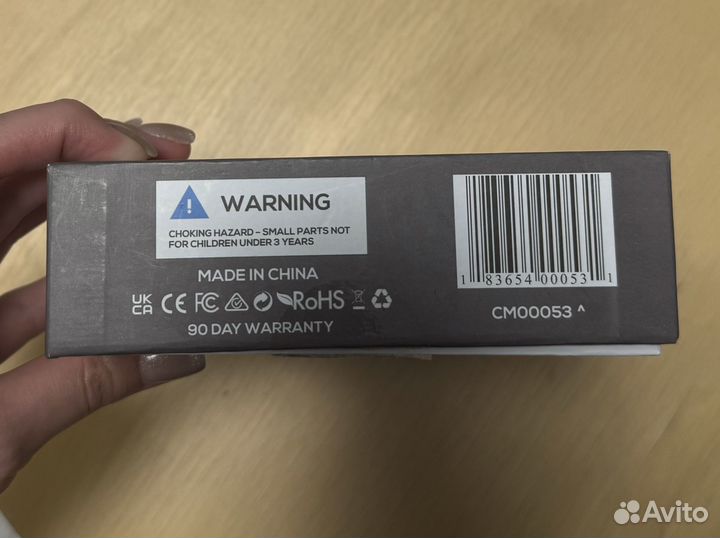 WARNING
CHOKING HAZARD – SMALL PARTS NOT
FOR CHILDREN UNDER 3 YEARS
MADE IN CHINA
UK CA CE FC RoHS
90 DAY WARRANTY
1 83654 00053 1
CM00053 ^
Avito